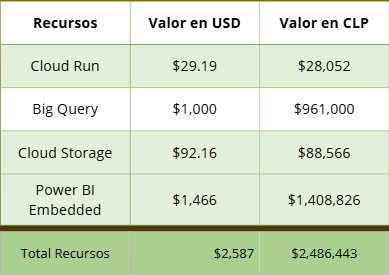 Recursos Valor en USD Valor en CLP
Cloud Run $29.19 $28,052
Big Query $1,000 $961,000
Cloud Storage $92.16 $88,566
Power BI
Embedded $1,466 $1,408,826
Total Recursos $2,587 $2,486,443